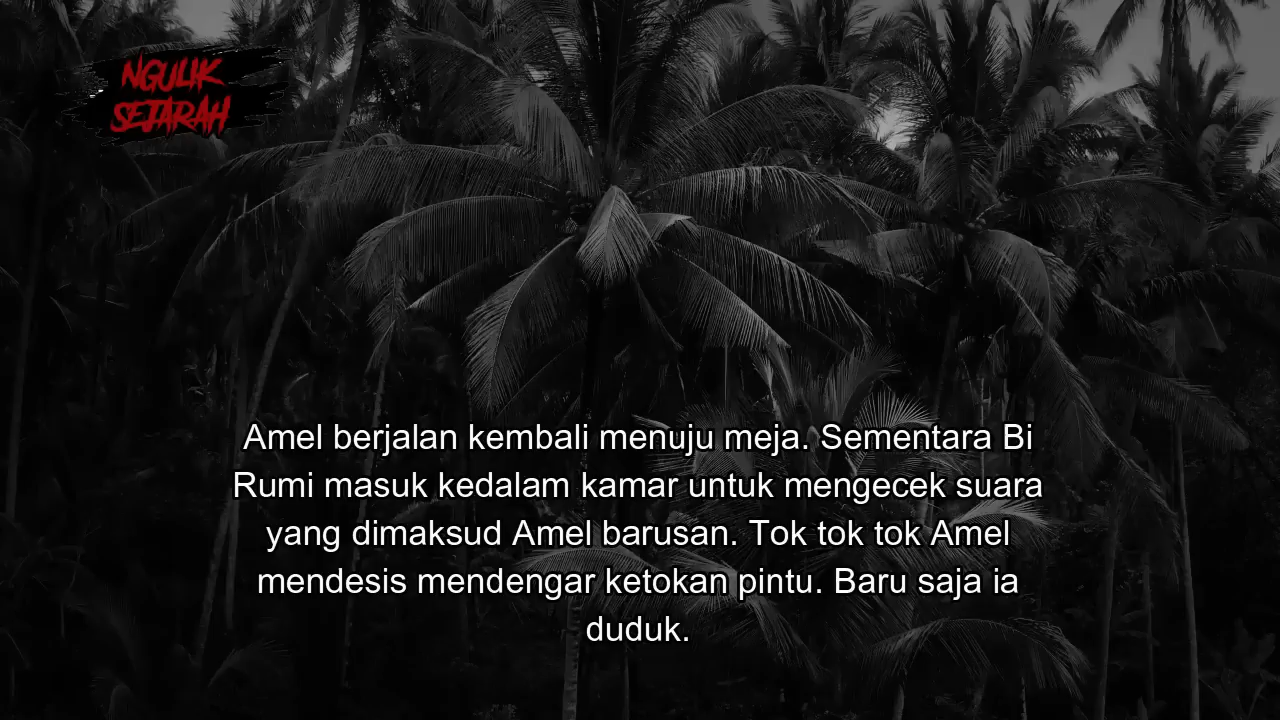 NGULIK
SEJARAH
Amel berjalan kembali menuju meja. Sementara Bi
Rumi masuk kedalam kamar untuk mengecek suara
yang dimaksud Amel barusan. Tok tok tok Amel
mendesis mendengar ketokan pintu. Baru saja ia
duduk.